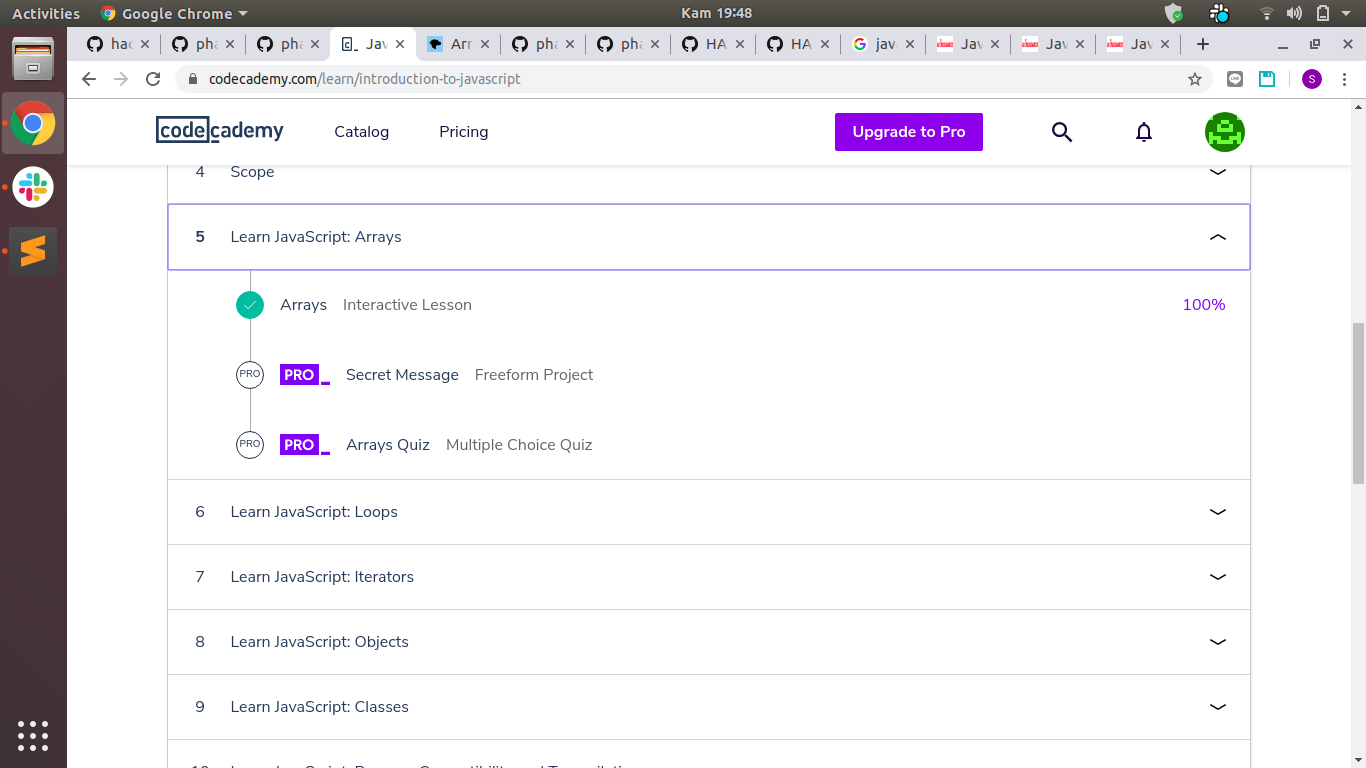 Activities Google Chrome Kam 19:48
hac pha pha Jav Arr pha pha HA HA java Jav Jav Jav
codecademy.com/learn/introduction-to-javascript S
codecademy Catalog Pricing Upgrade to Pro
4 Scope
5 Learn JavaScript: Arrays
Arrays Interactive Lesson 100%
PRO PRO_ Secret Message Freeform Project
PRO PRO_ Arrays Quiz Multiple Choice Quiz
6 Learn JavaScript: Loops
7 Learn JavaScript: Iterators
8 Learn JavaScript: Objects
9 Learn JavaScript: Classes